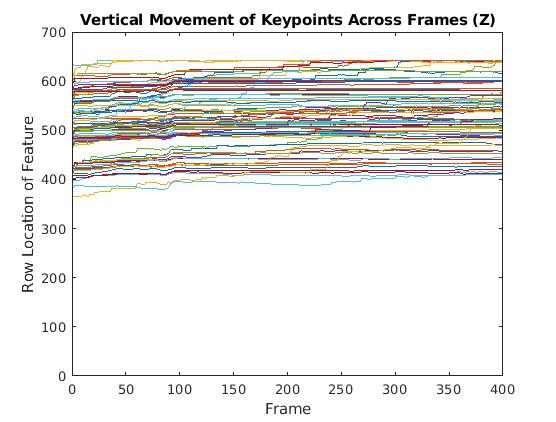 Vertical Movement of Keypoints Across Frames (Z)
700
600
500
400
300
200
100
0
Row Location of Feature
0 50 100 150 200 250 300 350 400
Frame